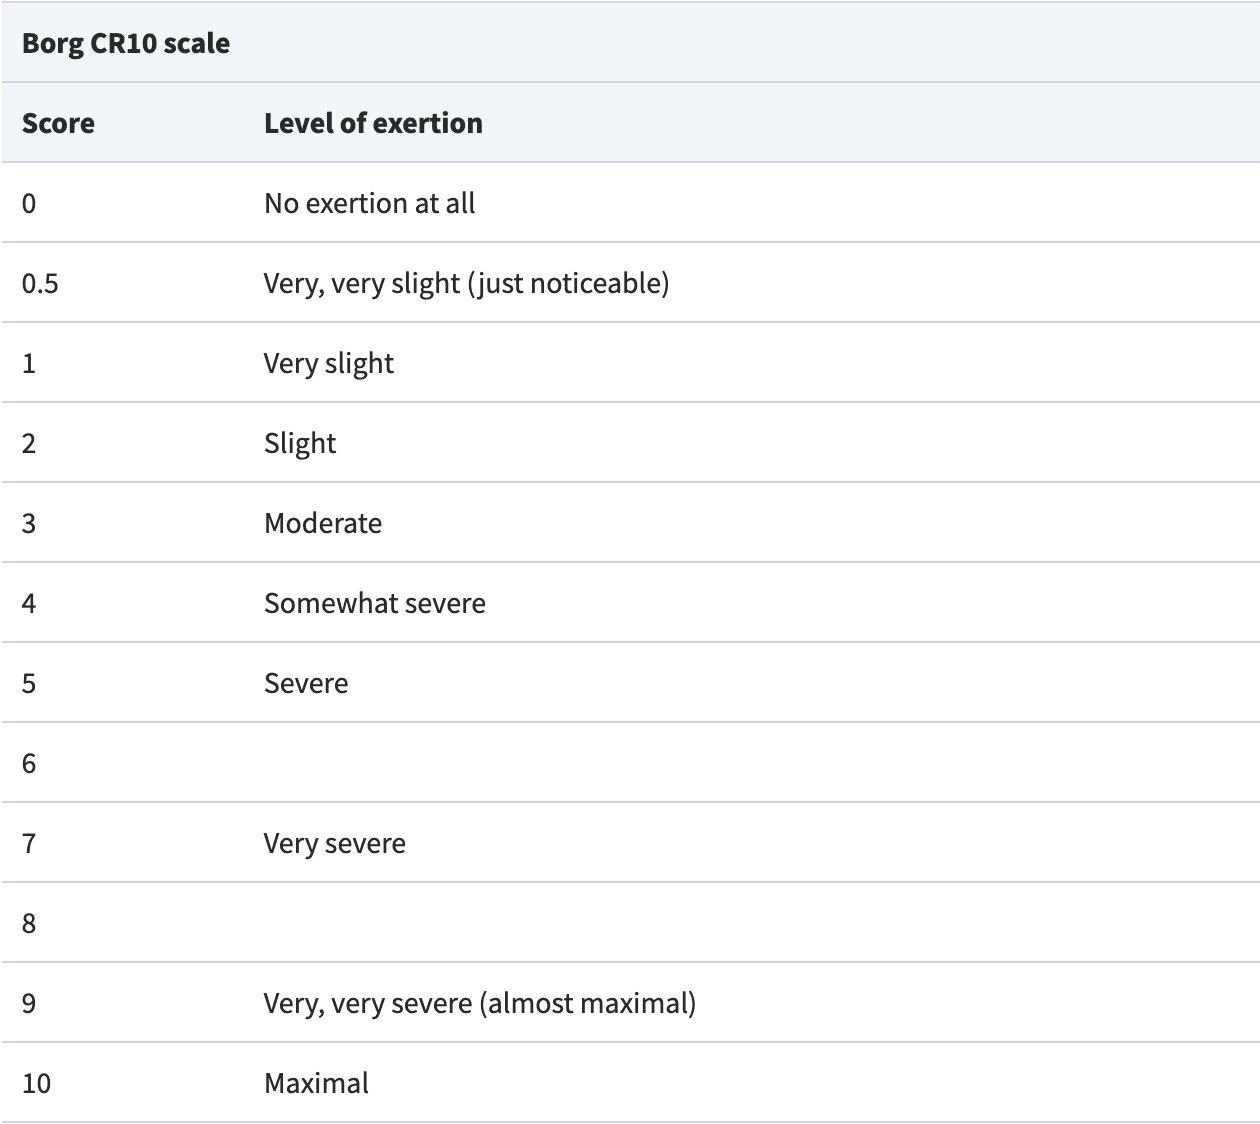 Borg CR10 scale
Score Level of exertion
0 No exertion at all
0.5 Very, very slight (just noticeable)
1 Very slight
2 Slight
3 Moderate
4 Somewhat severe
5 Severe
6
7 Very severe
8
9 Very, very severe (almost maximal)
10 Maximal